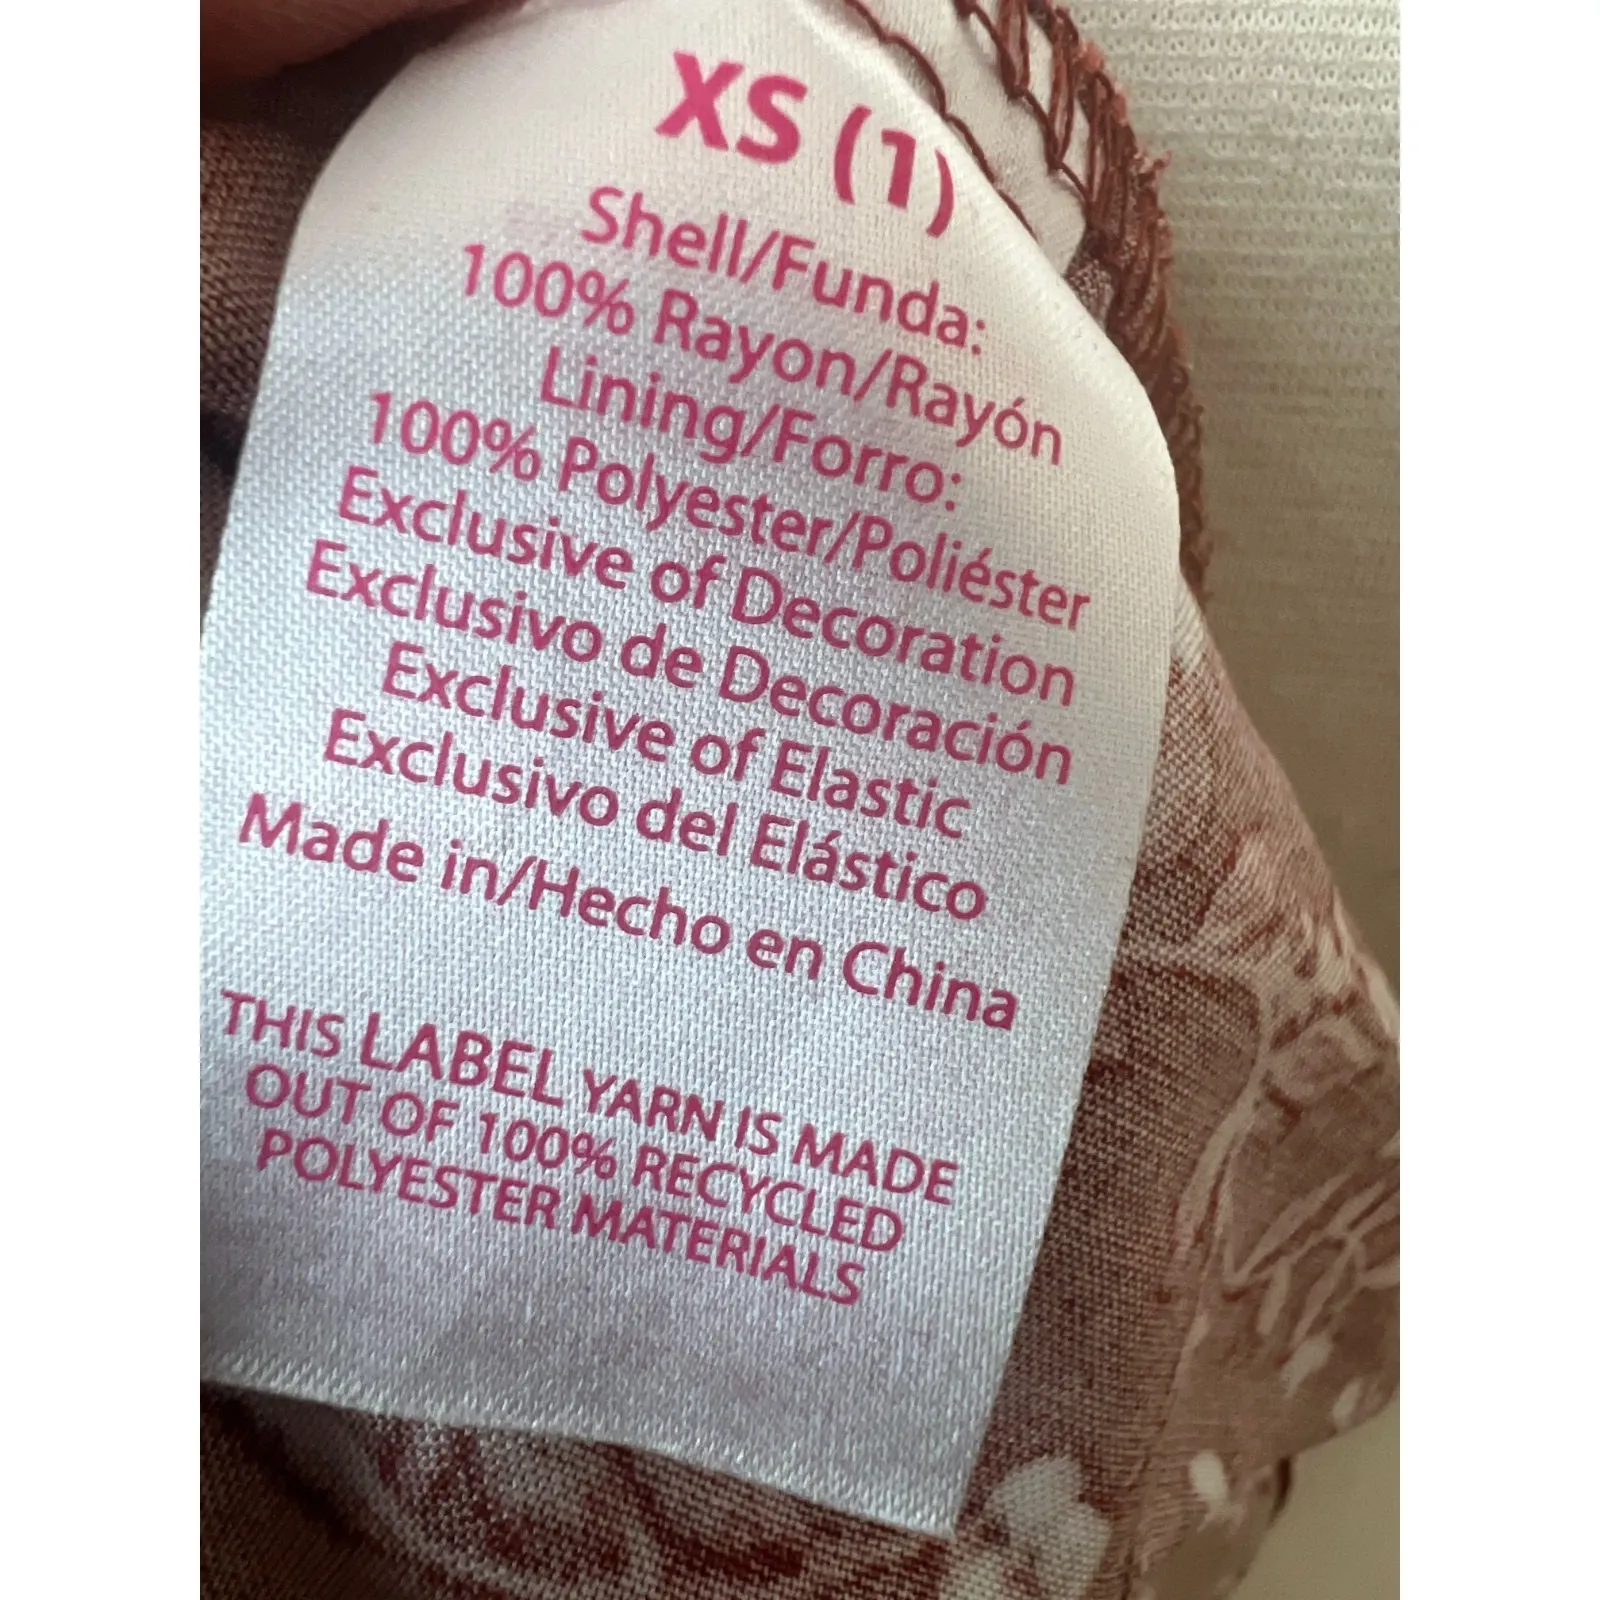 XS (1)
Shell/Funda:
100% Rayon/Rayón
Lining/Forro:
100% Polyester/Poliéster
Exclusive of Decoration
Exclusivo de Decoración
Exclusive of Elastic
Exclusivo del Elástico
Made in/Hecho en China
THIS LABEL YARN IS MADE
OUT OF 100% RECYCLED
POLYESTER MATERIALS